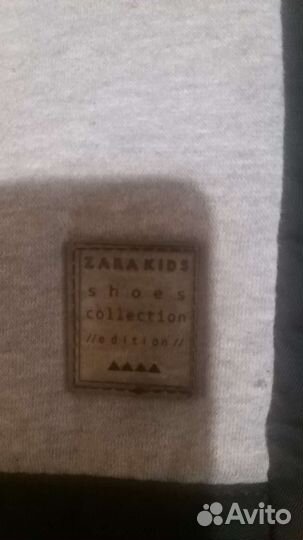 ZARA KIDS
shoes
collection
//edition//
Avito